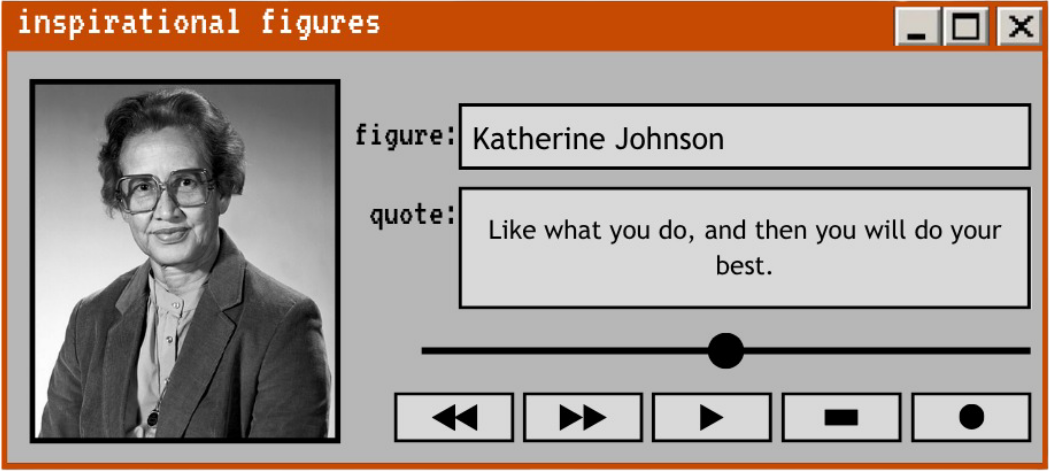 inspirational figures
figure: Katherine Johnson
quote: Like what you do, and then you will do your
best.